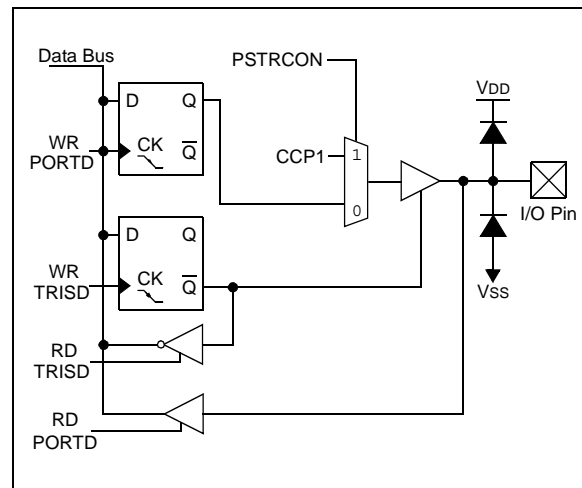 Data Bus
PSTRCON
VDD
D
Q
WR
PORTD
CK
Q
CCP1
1
0
I/O Pin
D
Q
WR
TRISD
CK
Q
VSS
RD
TRISD
RD
PORTD